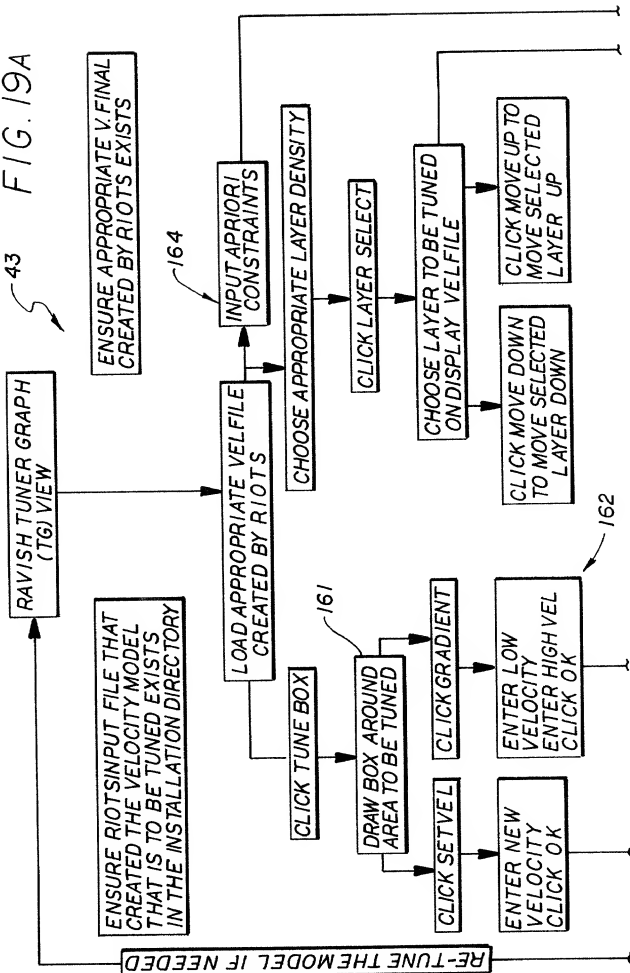 FIG. 19A
43
RAVISH TUNER GRAPH
(TG) VIEW
ENSURE RIOTSINPUT FILE THAT
CREATED THE VELOCITY MODEL
THAT IS TO BE TUNED EXISTS
IN THE INSTALLATION DIRECTORY
ENSURE APPROPRIATE V. FINAL
CREATED BY RIOTS EXISTS
LOAD APPROPRIATE VELFILE
CREATED BY RIOTS
164
INPUT APRIORI
CONSTRAINTS
CLICK TUNE BOX
CHOOSE APPROPRIATE LAYER DENSITY
161
DRAW BOX AROUND
AREA TO BE TUNED
CLICK LAYER SELECT
CLICK SETVEL
CLICK GRADIENT
CHOOSE LAYER TO BE TUNED
ON DISPLAY VELFILE
ENTER NEW
VELOCITY
CLICK OK
ENTER LOW
VELOCITY
ENTER HIGH VEL
CLICK OK
162
CLICK MOVE DOWN
TO MOVE SELECTED
LAYER DOWN
CLICK MOVE UP TO
MOVE SELECTED
LAYER UP
RE-TUNE THE MODEL IF NEEDED